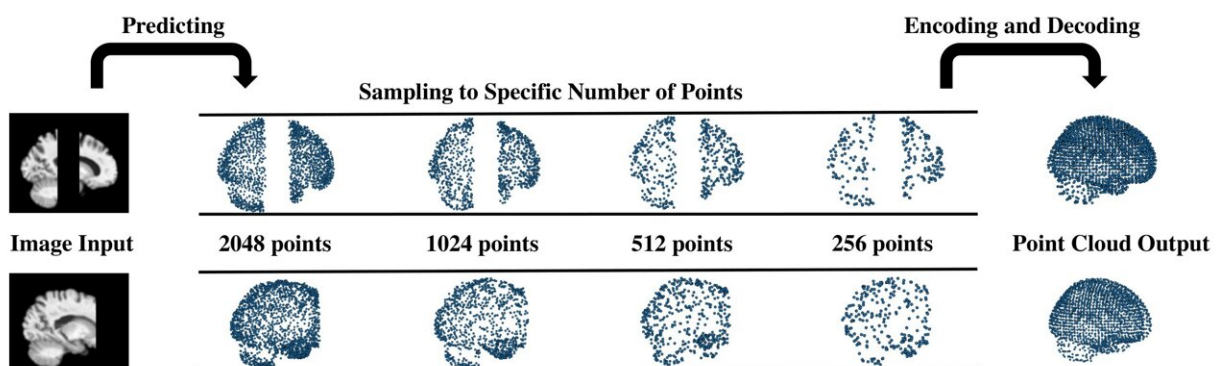 Predicting
Encoding and Decoding
Sampling to Specific Number of Points
Image Input
2048 points
1024 points
512 points
256 points
Point Cloud Output